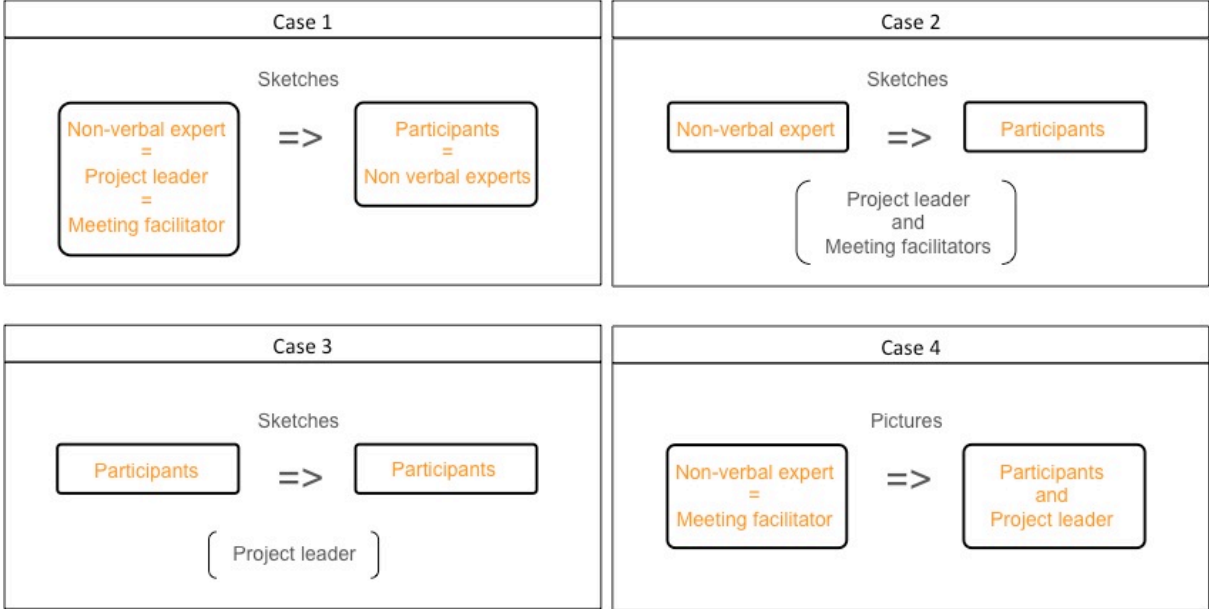 Case 1
Sketches
Non-verbal expert
=
Project leader
=
Meeting facilitator
=>
Participants
=
Non verbal experts
Case 2
Sketches
Non-verbal expert
=>
Participants
Project leader
and
Meeting facilitators
Case 3
Sketches
Participants
=>
Participants
Project leader
Case 4
Pictures
Non-verbal expert
=
Meeting facilitator
=>
Participants
and
Project leader